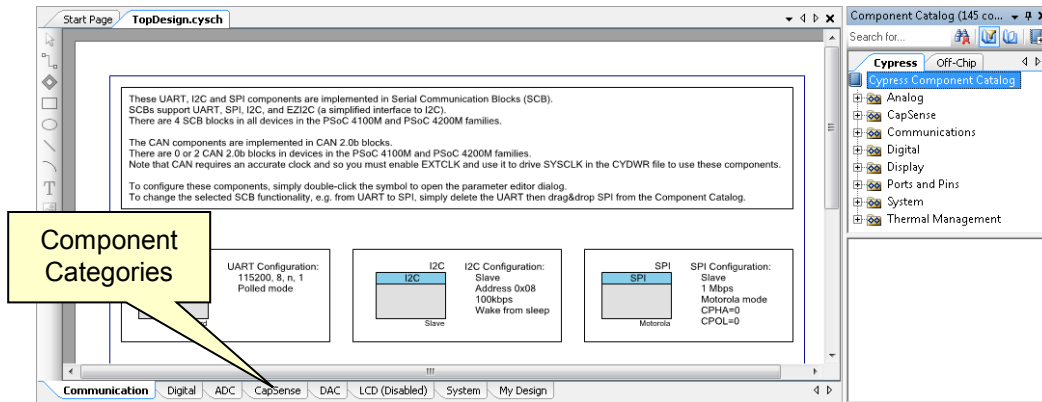 Start Page
TopDesign.cysch
Component Catalog (145 co...
Search for...
Cypress
Off-Chip
Cypress Component Catalog
Analog
CapSense
Communications
Digital
Display
Ports and Pins
System
Thermal Management
These UART, I2C and SPI components are implemented in Serial Communication Blocks (SCB).
SCBs support UART, SPI, I2C, and EZI2C (a simplified interface to I2C).
There are 4 SCB blocks in all devices in the PSoC 4100M and PSoC 4200M families.
The CAN components are implemented in CAN 2.0b blocks.
There are 0 or 2 CAN 2.0b blocks in devices in the PSoC 4100M and PSoC 4200M families.
Note that CAN requires an accurate clock and so you must enable EXTCLK and use it to drive SYSCLK in the CYDWR file to use these components.
To configure these components, simply double-click the symbol to open the parameter editor dialog.
To change the selected SCB functionality, e.g. from UART to SPI, simply delete the UART then drag&drop SPI from the Component Catalog.
T
Component
Categories
UART Configuration:
115200, 8, n, 1
Polled mode
I2C
I2C
Slave
I2C Configuration:
Slave
Address 0x08
100kbps
Wake from sleep
SPI
SPI
Motorola
SPI Configuration:
Slave
1 Mbps
Motorola mode
CPHA=0
CPOL=0
Communication
Digital
ADC
CapSense
DAC
LCD (Disabled)
System
My Design